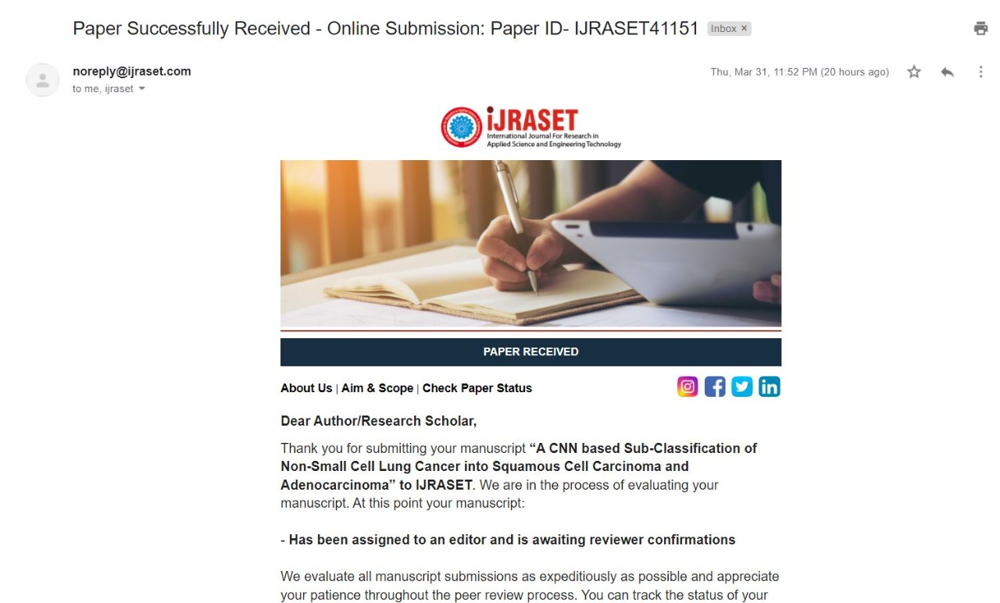 Paper Successfully Received - Online Submission: Paper ID- IJRASET41151 Inbox ×
noreply@ijraset.com
Thu, Mar 31, 11:52 PM (20 hours ago)
to me, ijraset
iJRASET
International Journal For Research in
Applied Science and Engineering Technology
PAPER RECEIVED
About Us | Aim & Scope | Check Paper Status
in
Dear Author/Research Scholar,
Thank you for submitting your manuscript “A CNN based Sub-Classification of
Non-Small Cell Lung Cancer into Squamous Cell Carcinoma and
Adenocarcinoma” to IJRASET. We are in the process of evaluating your
manuscript. At this point your manuscript:
- Has been assigned to an editor and is awaiting reviewer confirmations
We evaluate all manuscript submissions as expeditiously as possible and appreciate
your patience throughout the peer review process. You can track the status of your